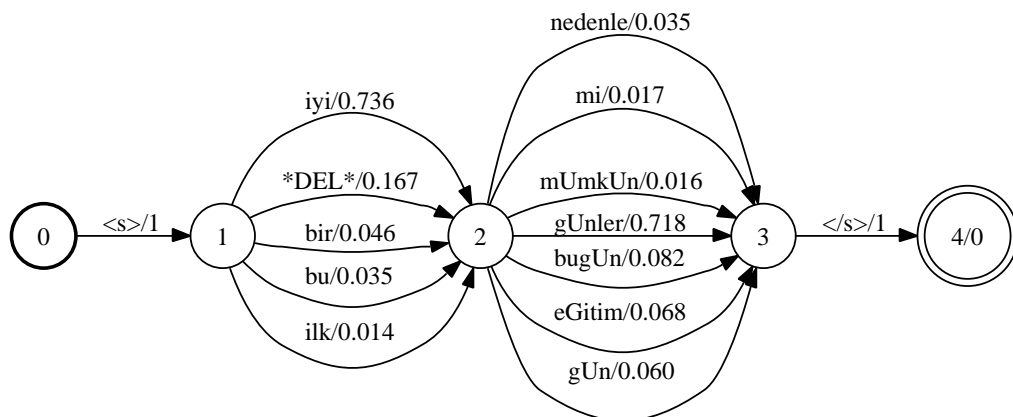 nedenle/0.035
iyi/0.736
mi/0.017
*DEL*/0.167
mUmkUn/0.016
0 <s>/1 1 bir/0.046 2 gUnler/0.718 3 </s>/1 4/0
bu/0.035
bugUn/0.082
ilk/0.014
eGitim/0.068
gUn/0.060